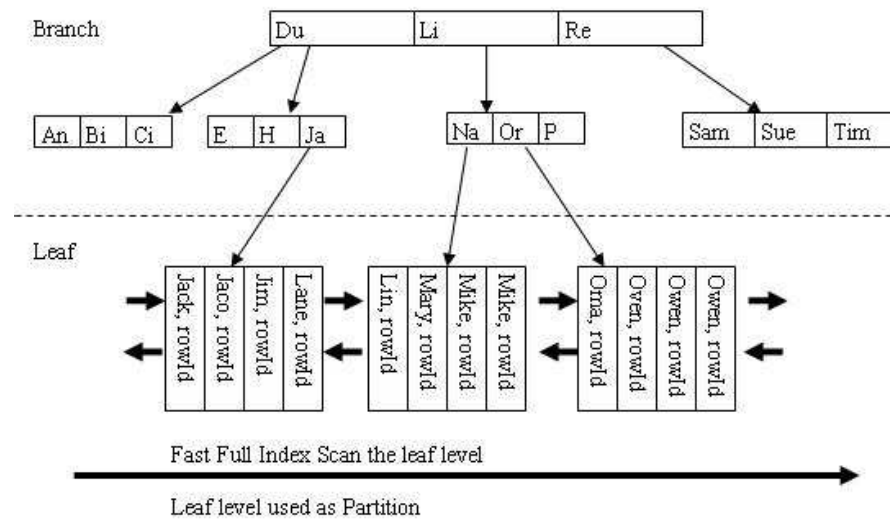 Branch
Du Li Re
An Bi Ci
E H Ja
Na Or P
Sam Sue Tim
Leaf
Jack, rowId
Jaco, rowId
Jim, rowId
Lane, rowId
Lin, rowId
Mary, rowId
Mike, rowId
Mike, rowId
Oma, rowId
Oven, rowId
Owen, rowId
Owen, rowId
Fast Full Index Scan the leaf level
Leaf level used as Partition